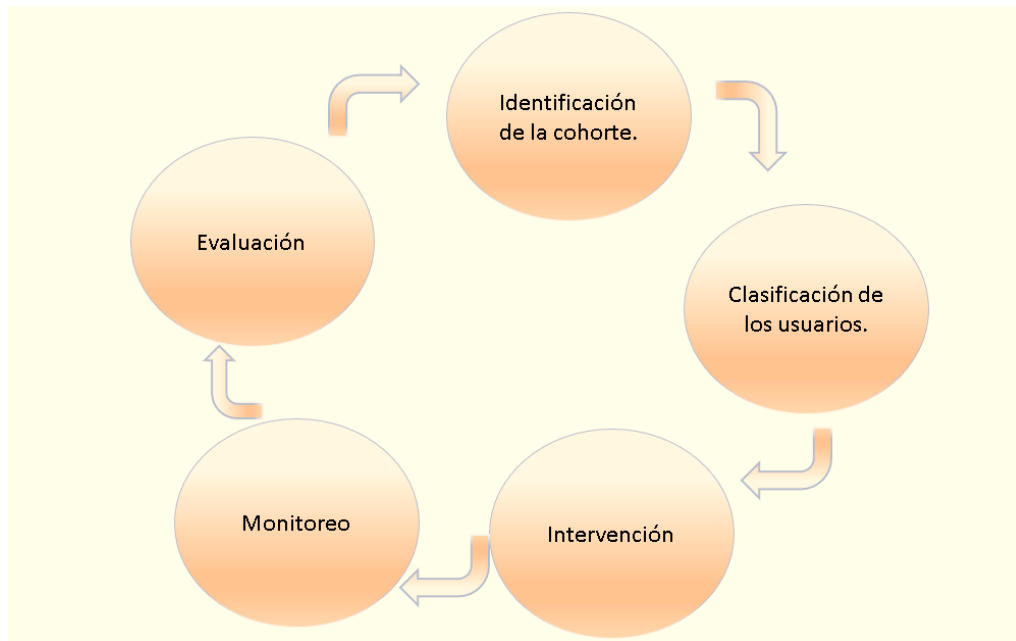 Identificación
de la cohorte.
Clasificación de
los usuarios.
Intervención
Monitoreo
Evaluación